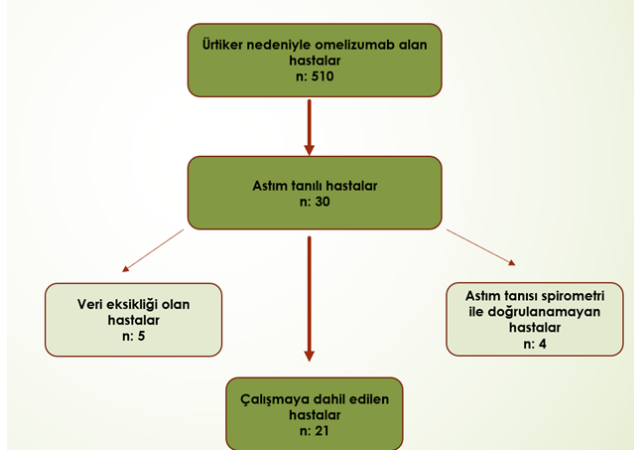 Ürtiker nedeniyle omelizumab alan
hastalar
n: 510
Astım tanılı hastalar
n: 30
Veri eksikliği olan
hastalar
n: 5
Astım tanısı spirometri
ile doğrulanamayan
hastalar
n: 4
Çalışmaya dahil edilen
hastalar
n: 21